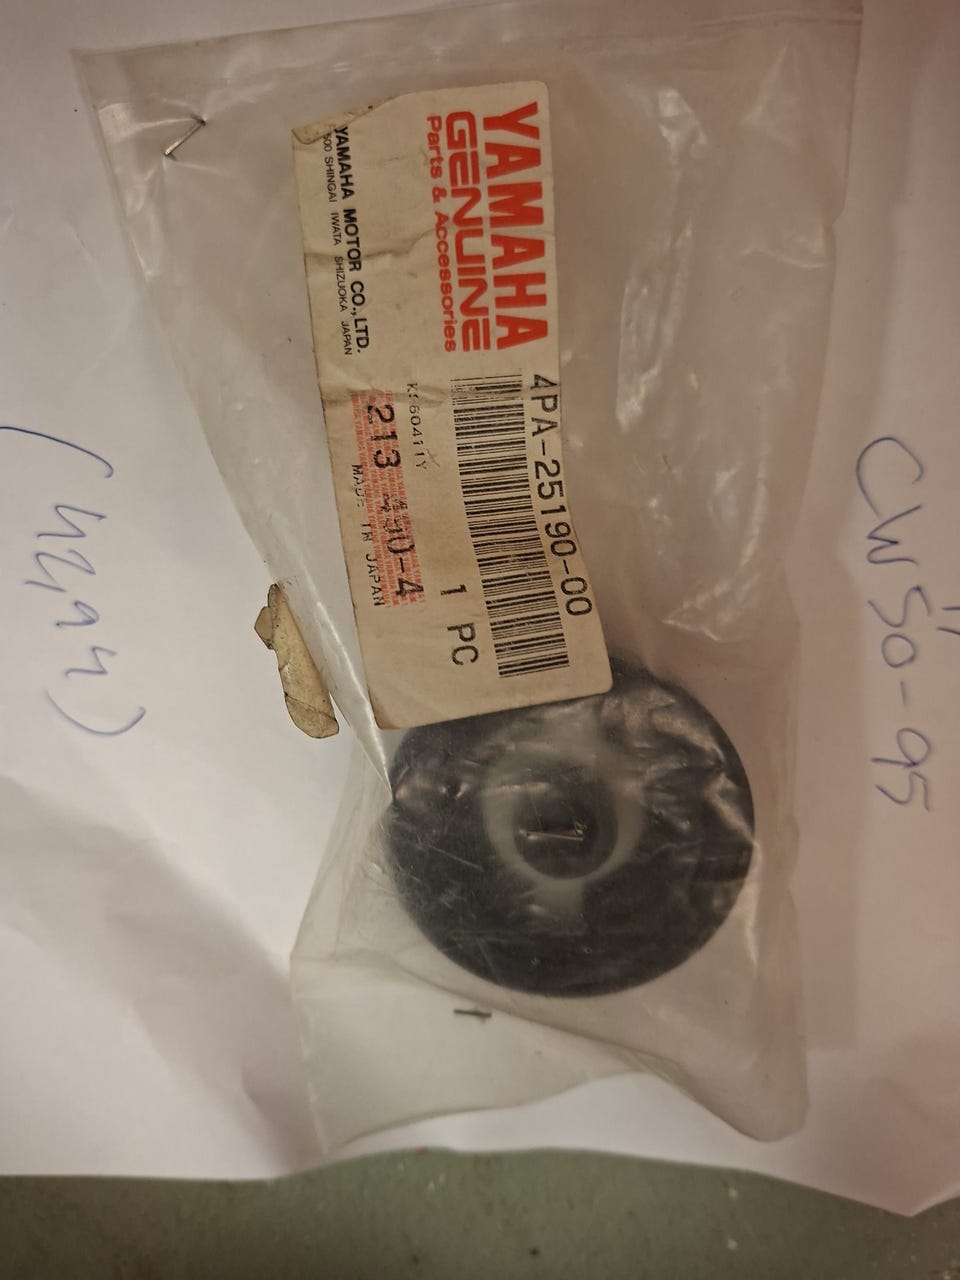 YAMAHA
GENUINE
Parts & Accessories
YAMAHA MOTOR CO., LTD.
SHINGAI IWATA SHIZUOKA JAPAN
4PA-25190-00
1 PC
MADE IN JAPAN
CW50-95